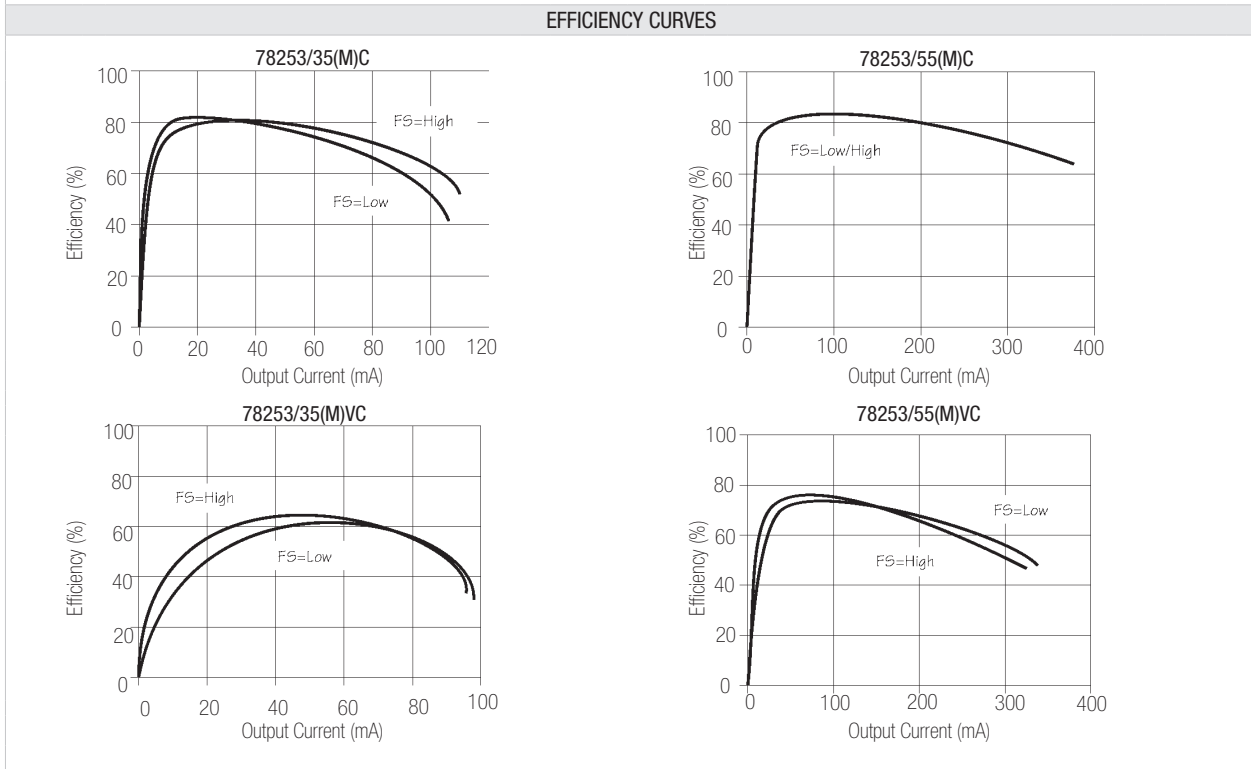 EFFICIENCY CURVES
78253/35(M)C
100
80
60
40
20
0
Efficiency (%)
FS=High
FS=Low
0 20 40 60 80 100 120
Output Current (mA)
78253/55(M)C
100
80
60
40
20
0
Efficiency (%)
FS=Low/High
0 100 200 300 400
Output Current (mA)
78253/35(M)VC
100
80
60
40
20
0
Efficiency (%)
FS=High
FS=Low
0 20 40 60 80 100
Output Current (mA)
78253/55(M)VC
100
80
60
40
20
0
Efficiency (%)
FS=Low
FS=High
0 100 200 300 400
Output Current (mA)